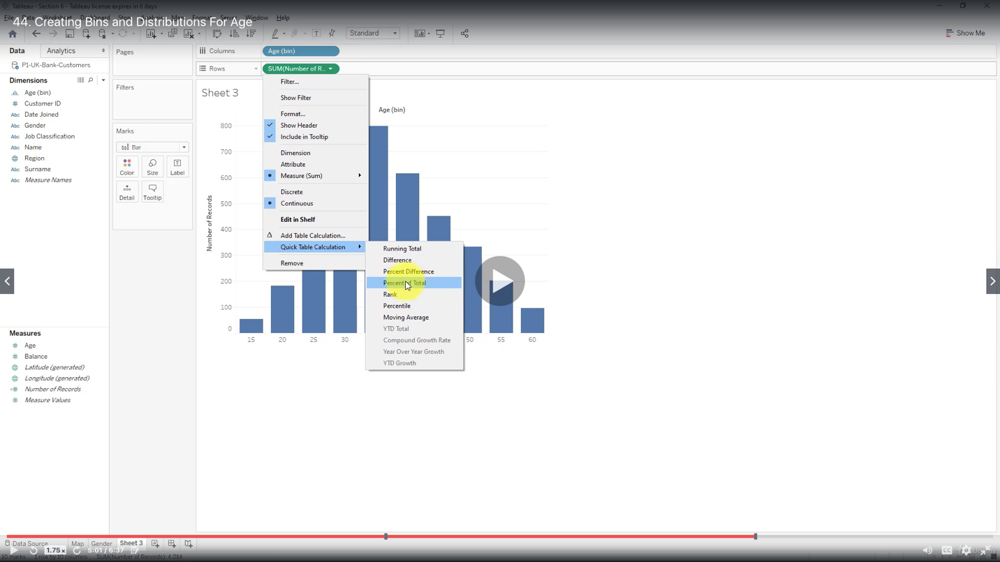 Tableau - Section 6 - Tableau license expires in 6 days
File Data Worksheet Dashboard Story Analysis Map Format Server Window Help
44. Creating Bins and Distributions For Age
Standard
Show Me
Data Analytics
P1-UK-Bank-Customers
Dimensions
Age (bin)
Customer ID
Abc Date Joined
Abc Gender
Abc Job Classification
Abc Name
Region
Abc Surname
Abc Measure Names
Measures
# Age
# Balance
Latitude (generated)
Longitude (generated)
Number of Records
# Measure Values
Pages
Filters
Marks
Bar
Color Size Label
Detail Tooltip
Columns
Age (bin)
Rows
SUM(Number of R..
Sheet 3
Age (bin)
Number of Records
800
700
600
500
400
300
200
100
0
15 20 25 30 50 55 60
Filter...
Show Filter
Format...
Show Header
Include in Tooltip
Dimension
Attribute
Measure (Sum)
Discrete
Continuous
Edit in Shelf
Add Table Calculation...
Quick Table Calculation
Remove
Running Total
Difference
Percent Difference
Percent of Total
Rank
Percentile
Moving Average
YTD Total
Compound Growth Rate
Year Over Year Growth
YTD Growth
Data Source Map Gender Sheet 3
1.75x 5:01 / 6:37
CC
10 marks 1 row by 10 columns SUM(Number of Records): 4,014